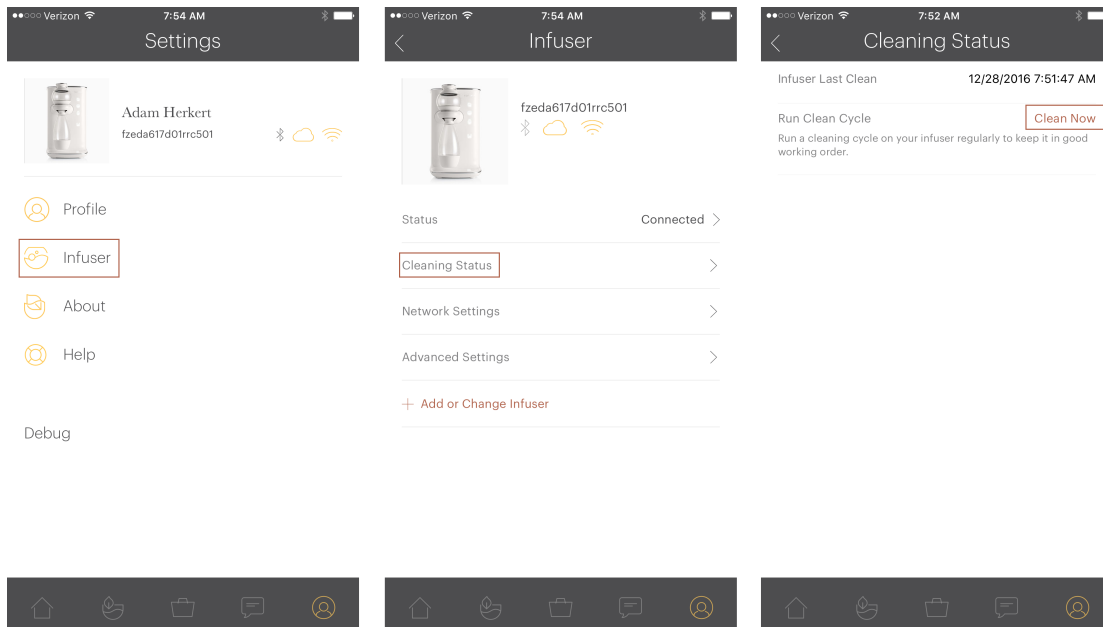 Verizon 7:54 AM
Settings
Adam Herkert
fzeda617d01rrc501
Profile
Infuser
About
Help
Debug
Verizon 7:54 AM
Infuser
fzeda617d01rrc501
Status Connected
Cleaning Status
Network Settings
Advanced Settings
+ Add or Change Infuser
Verizon 7:52 AM
Cleaning Status
Infuser Last Clean 12/28/2016 7:51:47 AM
Run Clean Cycle Clean Now
Run a cleaning cycle on your infuser regularly to keep it in good
working order.